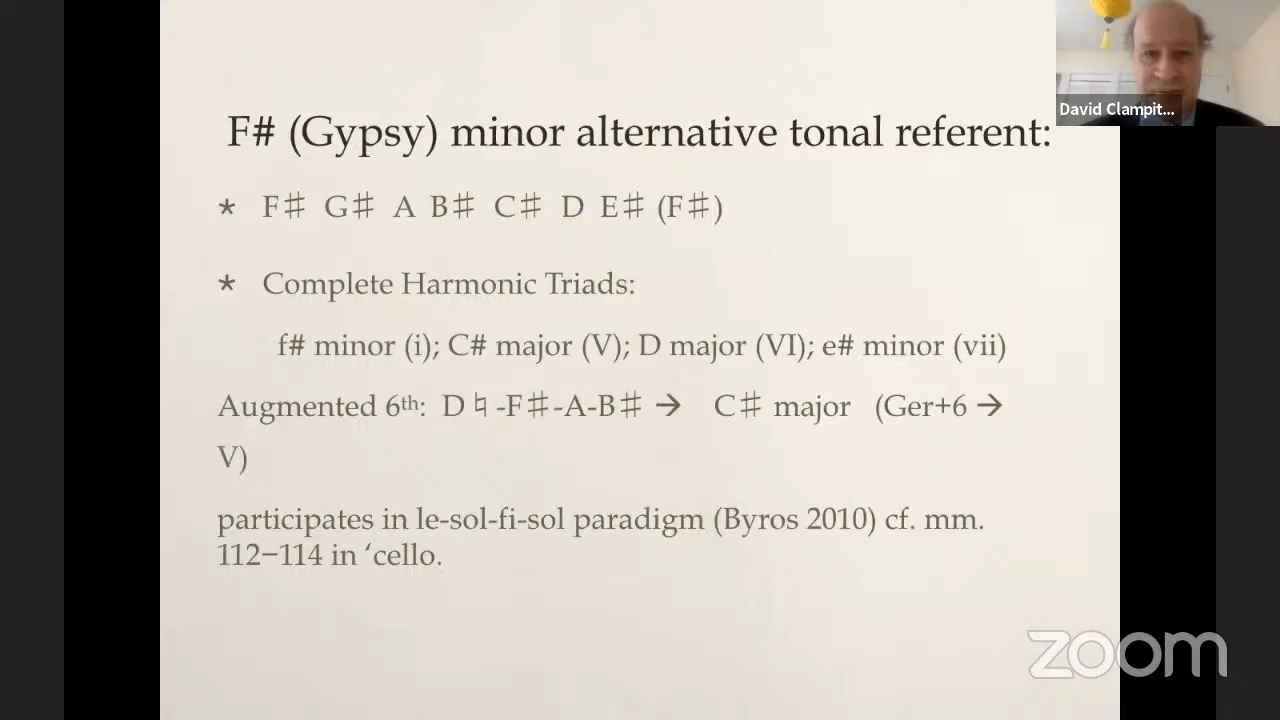 David Clampit...
F# (Gypsy) minor alternative tonal referent:
* F♯ G♯ A B♯ C♯ D E♯ (F♯)
* Complete Harmonic Triads:
f# minor (i); C# major (V); D major (VI); e# minor (vii)
Augmented 6th: D♮-F♯-A-B♯ → C♯ major (Ger+6 →
V)
participates in le-sol-fi-sol paradigm (Byros 2010) cf. mm.
112–114 in ‘cello.
zoom